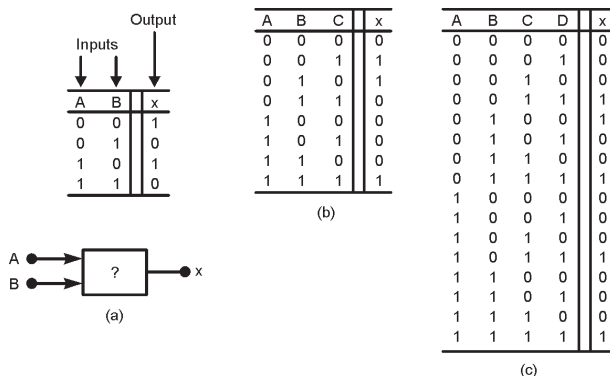 Output
Inputs
A B x
0 0 1
0 1 0
1 0 1
1 1 0
A
B
?
x
(a)
A B C x
0 0 0 0
0 0 1 1
0 1 0 1
0 1 1 0
1 0 0 0
1 0 1 0
1 1 0 0
1 1 1 1
(b)
A B C D x
0 0 0 0 0
0 0 0 1 0
0 0 1 0 0
0 0 1 1 1
0 1 0 0 1
0 1 0 1 0
0 1 1 0 0
0 1 1 1 1
1 0 0 0 0
1 0 0 1 0
1 0 1 0 0
1 0 1 1 1
1 1 0 0 0
1 1 0 1 0
1 1 1 0 0
1 1 1 1 1
(c)